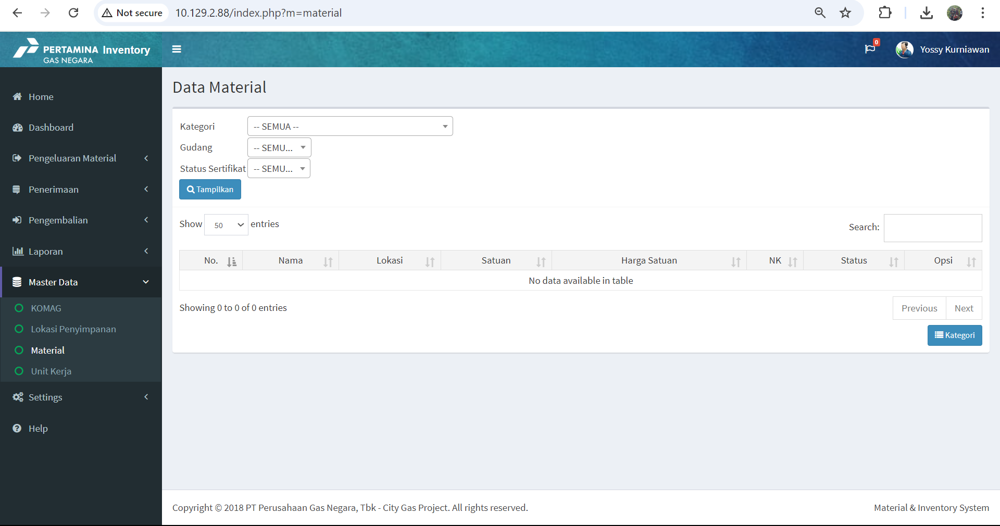 Not secure 10.129.2.88/index.php?m=material
PERTAMINA Inventory
GAS NEGARA
0
Yossy Kurniawan
Home
Dashboard
Pengeluaran Material
Penerimaan
Pengembalian
Laporan
Master Data
KOMAG
Lokasi Penyimpanan
Material
Unit Kerja
Settings
Help
Data Material
Kategori -- SEMUA --
Gudang -- SEMU...
Status Sertifikat -- SEMU...
Tampilkan
Show 50 entries
Search:
No. Nama Lokasi Satuan Harga Satuan NK Status Opsi
No data available in table
Showing 0 to 0 of 0 entries
Previous Next
Kategori
Copyright © 2018 PT Perusahaan Gas Negara, Tbk - City Gas Project. All rights reserved.
Material & Inventory System